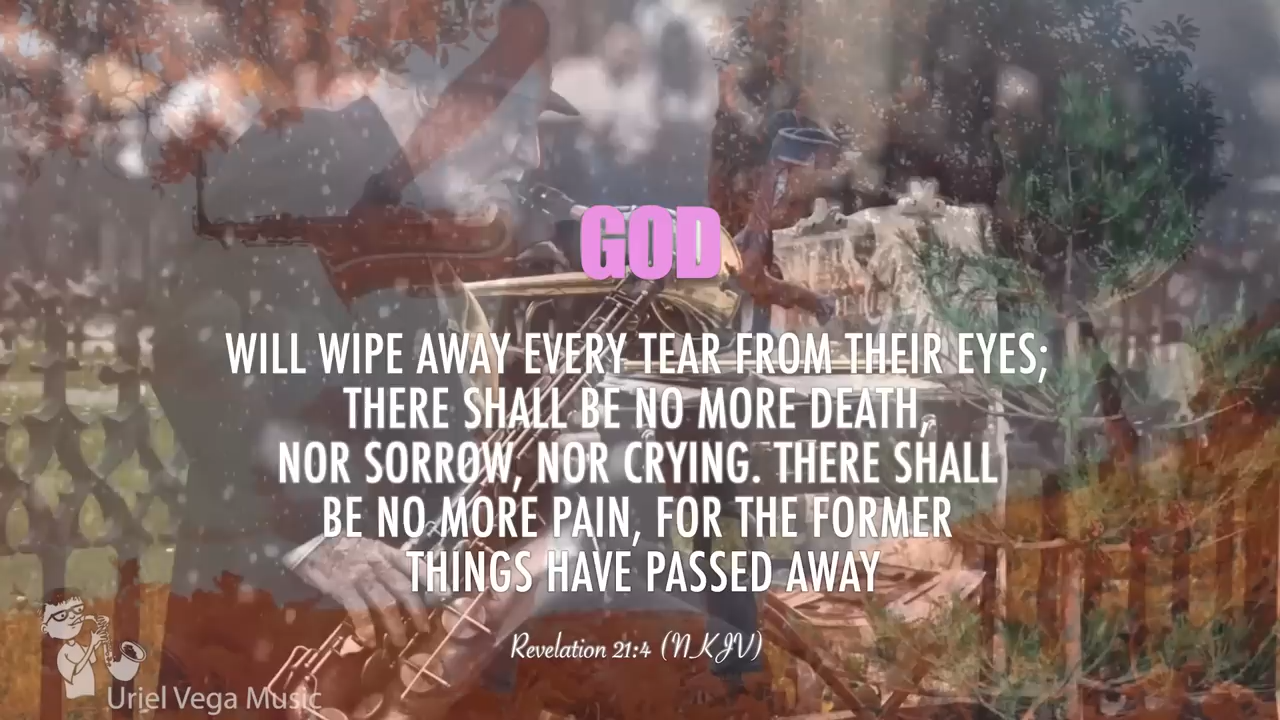 GOD
WILL WIPE AWAY EVERY TEAR FROM THEIR EYES;
THERE SHALL BE NO MORE DEATH,
NOR SORROW, NOR CRYING. THERE SHALL
BE NO MORE PAIN, FOR THE FORMER
THINGS HAVE PASSED AWAY
Revelation 21:4 (NKJV)
Uriel Vega Music